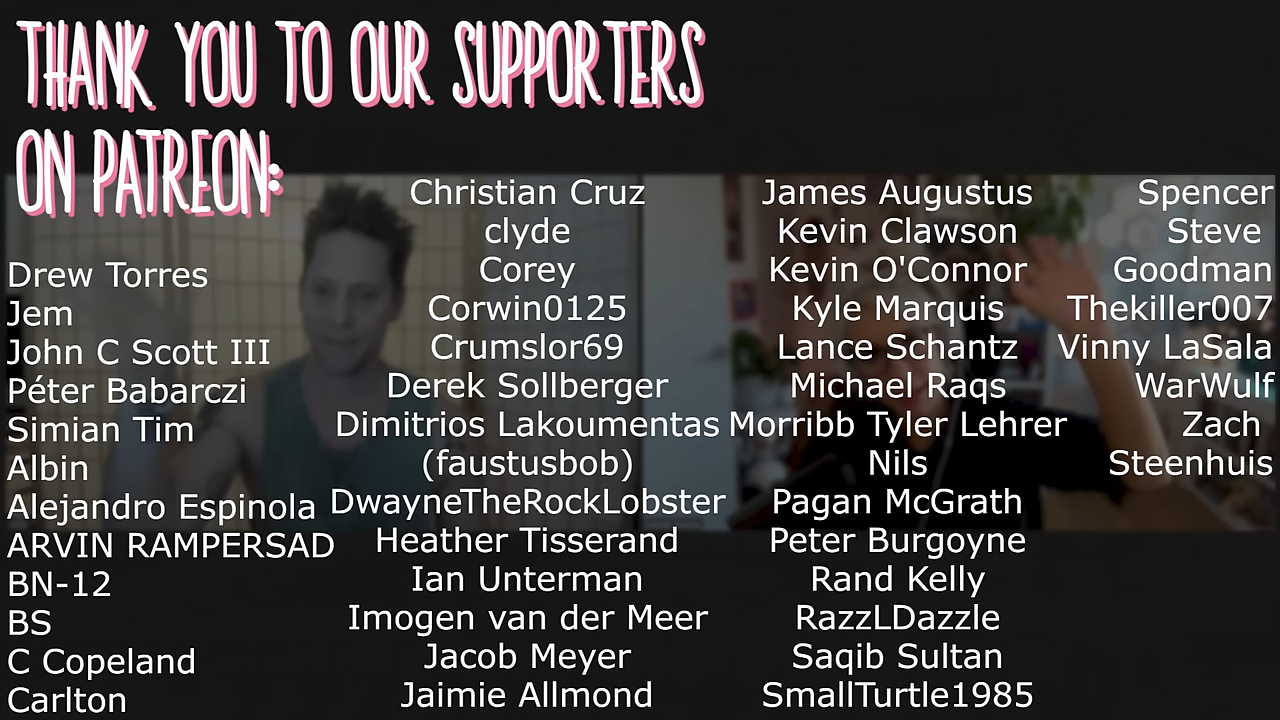 THANK YOU TO OUR SUPPORTERS
ON PATREON:
Drew Torres
Jem
John C Scott III
Péter Babarczi
Simian Tim
Albin
Alejandro Espinola
ARVIN RAMPERSAD
BN-12
BS
C Copeland
Carlton
Christian Cruz
clyde
Corey
Corwin0125
Crumslor69
Derek Sollberger
Dimitrios Lakoumentas
(faustusbob)
DwayneTheRockLobster
Heather Tisserand
Ian Unterman
Imogen van der Meer
Jacob Meyer
Jaimie Allmond
James Augustus
Kevin Clawson
Kevin O'Connor
Kyle Marquis
Lance Schantz
Michael Raqs
Morribb Tyler Lehrer
Nils
Pagan McGrath
Peter Burgoyne
Rand Kelly
RazzLDazzle
Saqib Sultan
SmallTurtle1985
Spencer
Steve
Goodman
Thekiller007
Vinny LaSala
WarWulf
Zach
Steenhuis